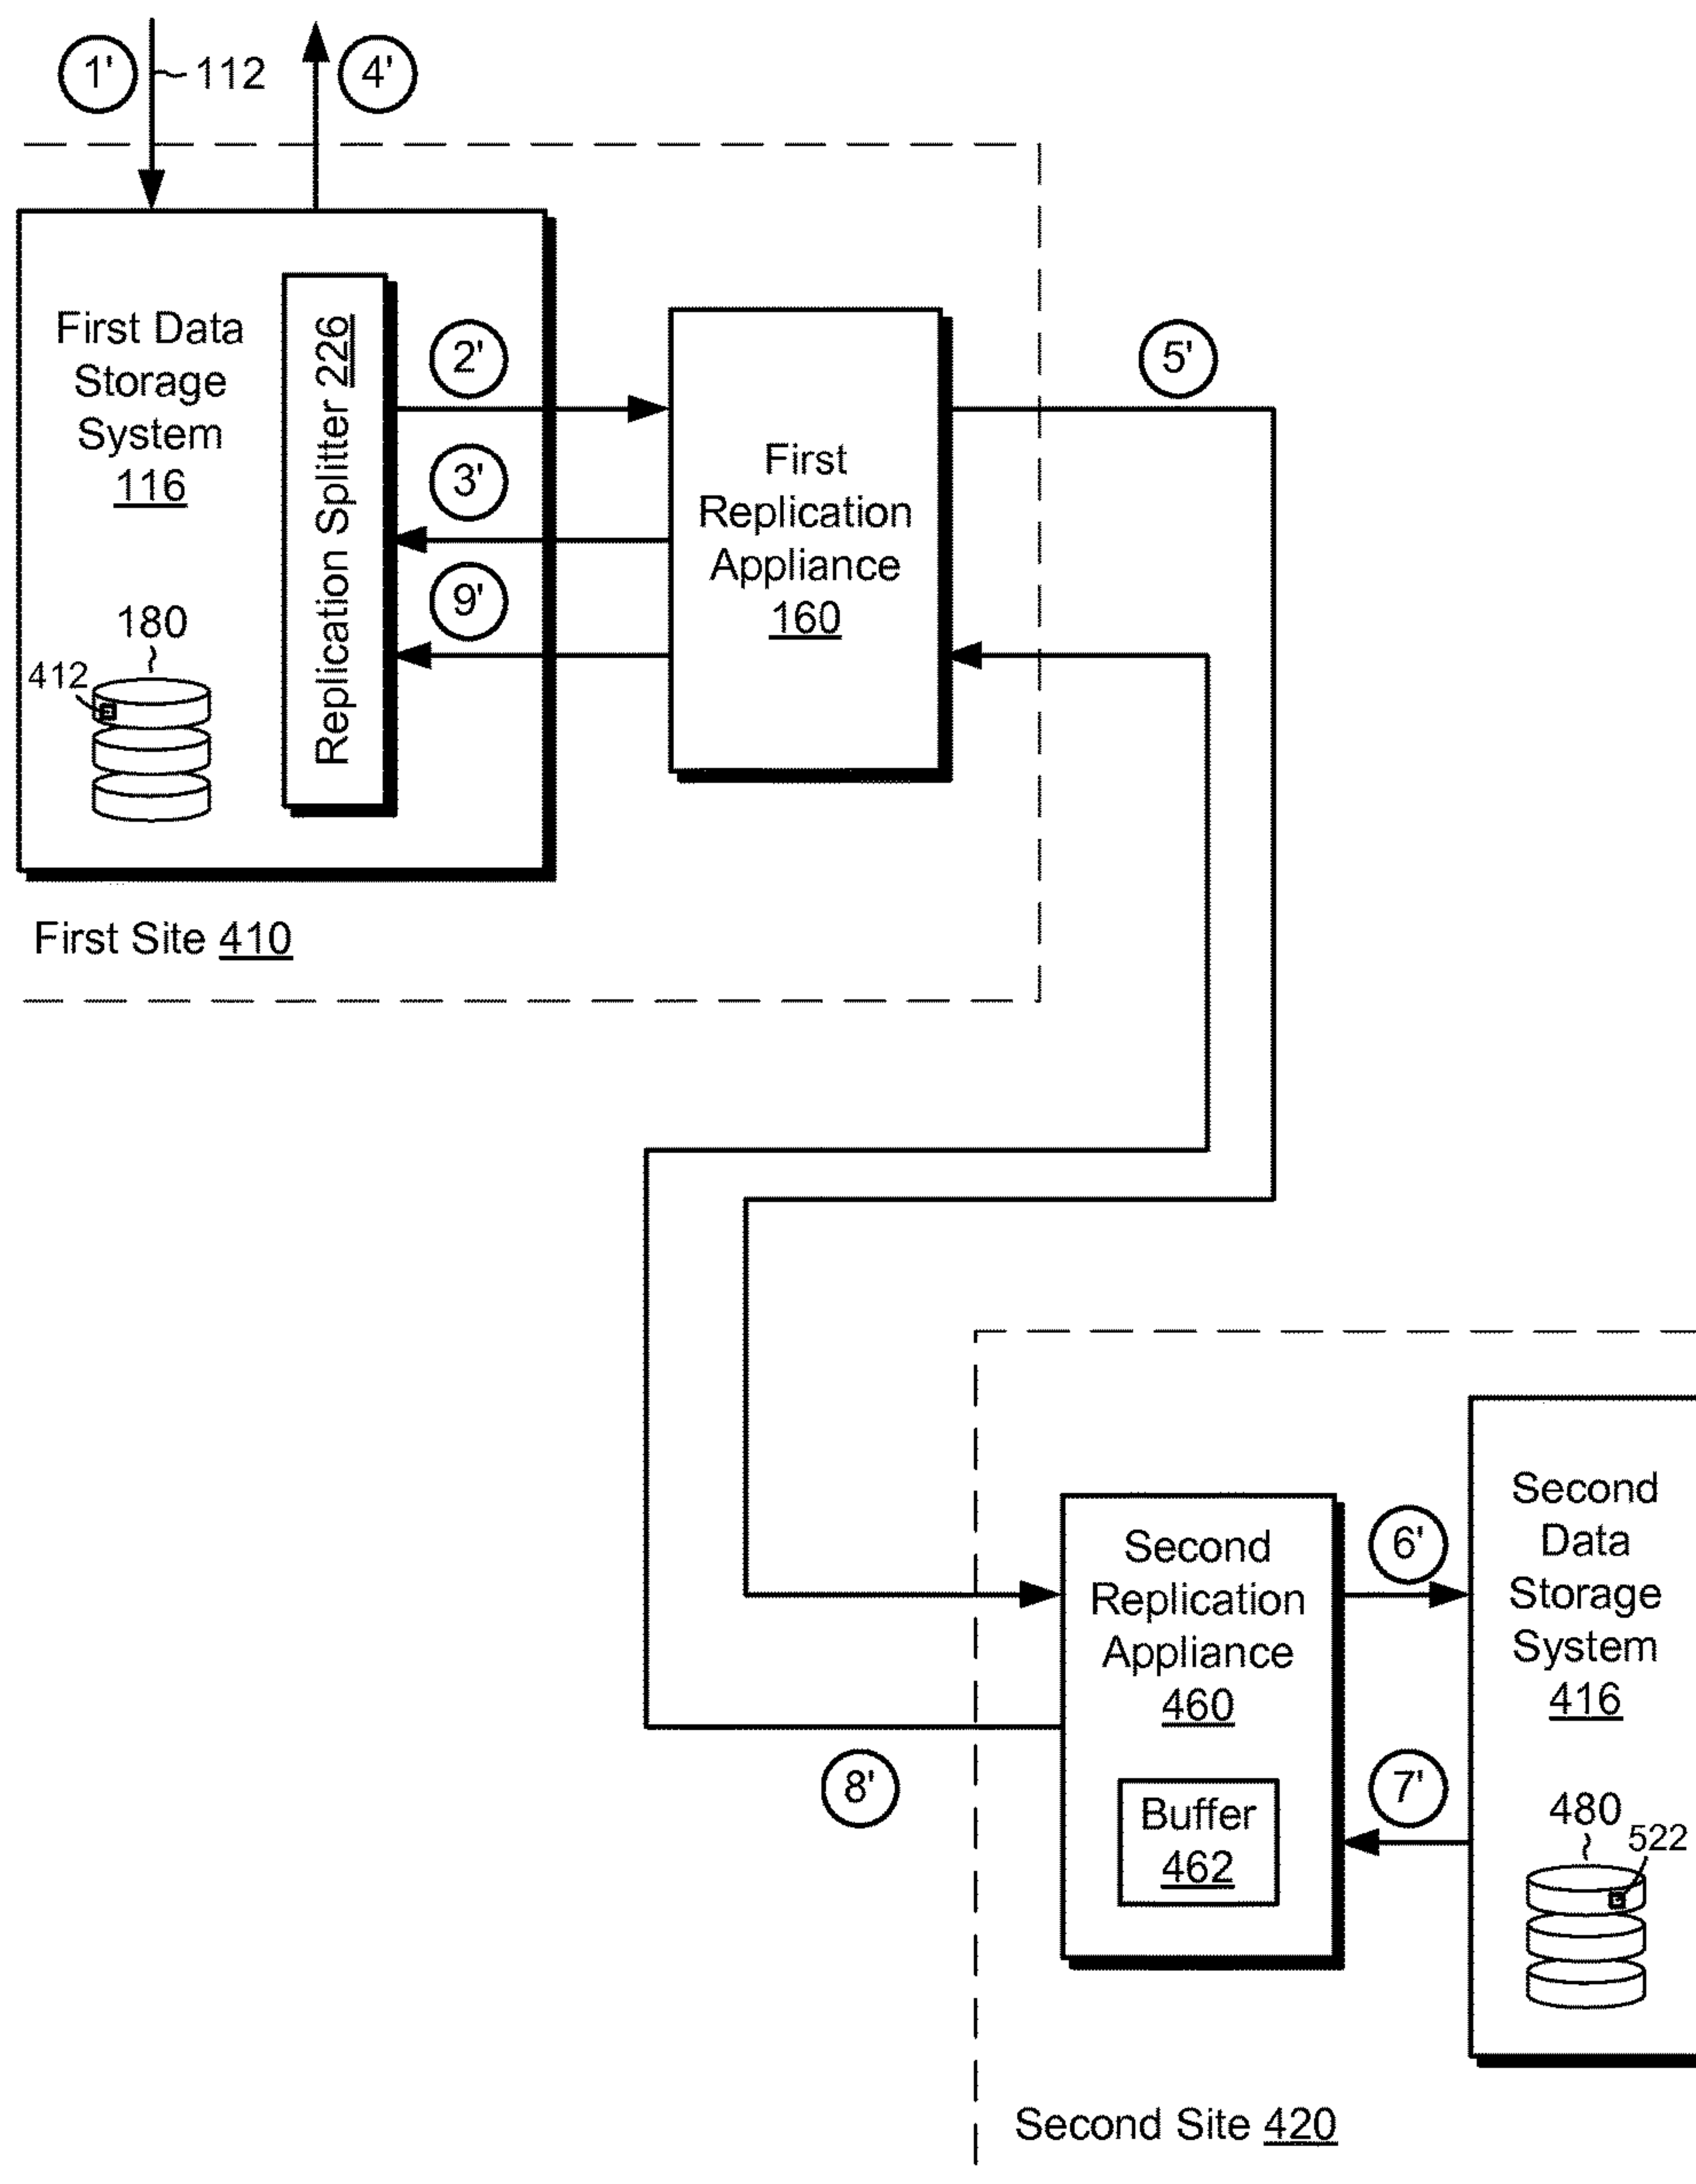 1'
112
4'
First Data
Storage
System
116
Replication Splitter 226
2'
3'
9'
180
412
First
Replication
Appliance
160
5'
First Site 410
Second
Replication
Appliance
460
Buffer
462
6'
7'
8'
Second
Data
Storage
System
416
480
522
Second Site 420